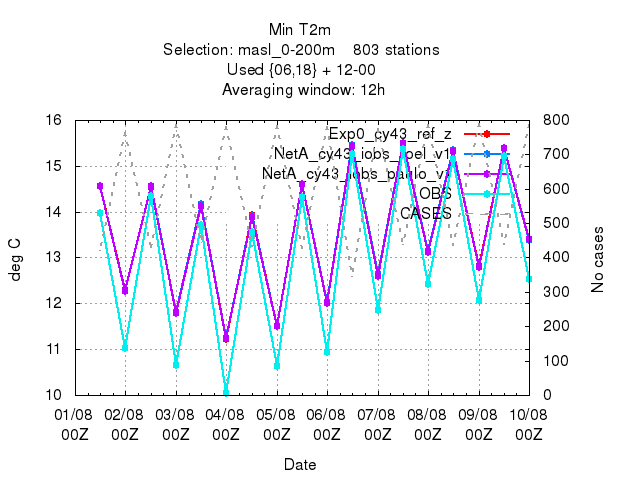 Min T2m
Selection: masl_0-200m 803 stations
Used {06,18} + 12-00
Averaging window: 12h
16
15
14
13
12
11
10
deg C
800
700
600
500
400
300
200
100
0
No cases
Exp0_cy43_ref_z
NetA_cy43_iobs_roel_v1
NetA_cy43_iobs_paulo_v1
OBS
CASES
01/08 02/08 03/08 04/08 05/08 06/08 07/08 08/08 09/08 10/08
00Z 00Z 00Z 00Z 00Z 00Z 00Z 00Z 00Z 00Z
Date